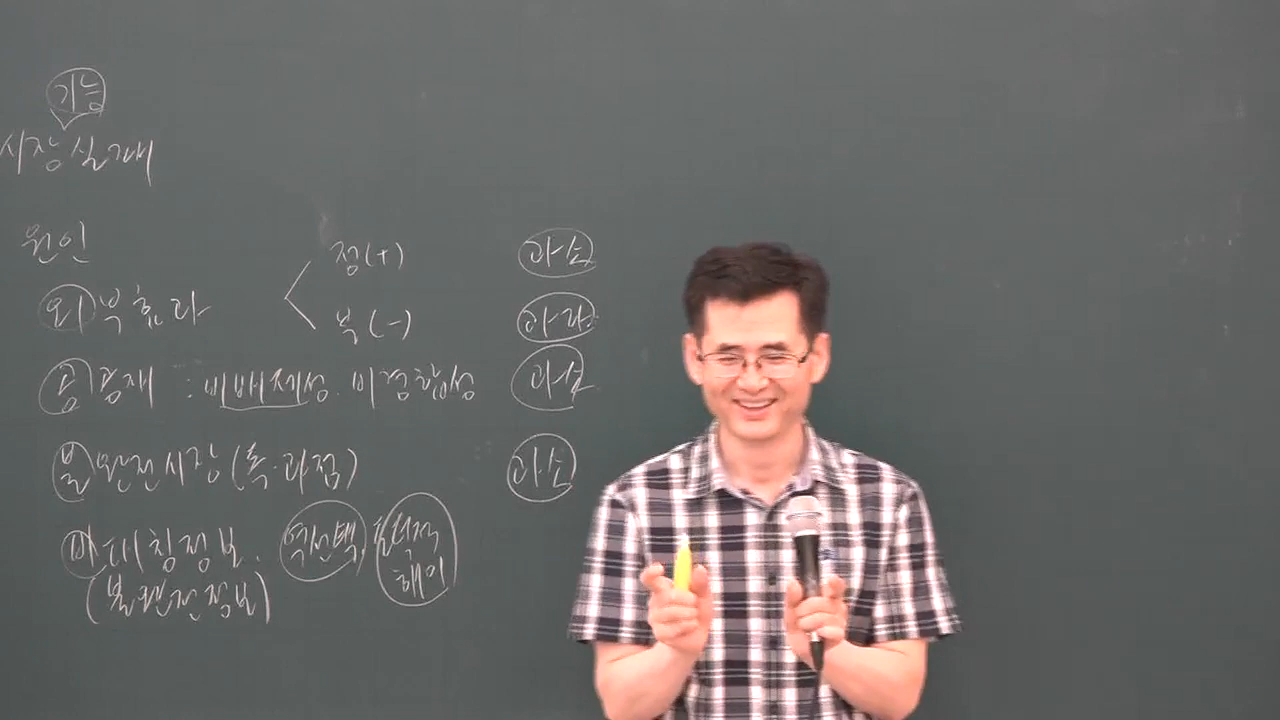 기능
시장실패
원인
외부효과 정(+) 과소
부(-) 과잉
공공재 : 비배제성. 비경합성 과소
불완전시장(독·과점) 과소
비대칭정보. 역선택, 도덕적
해이
(불완전정보)